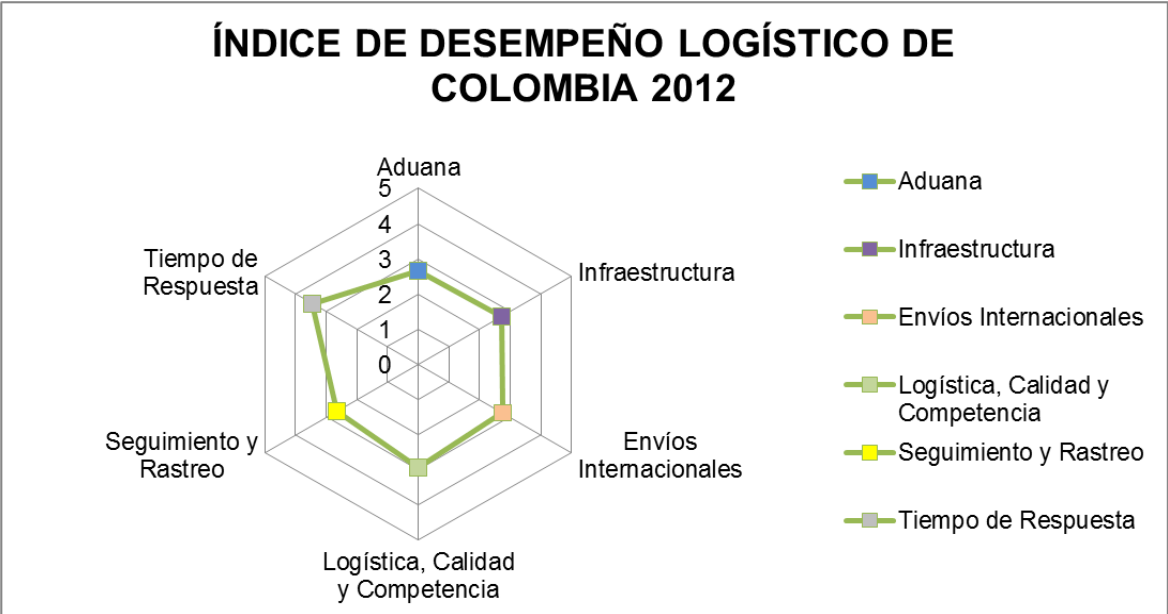 ÍNDICE DE DESEMPEÑO LOGÍSTICO DE
COLOMBIA 2012
Aduana
5
4
3
2
1
0
Infraestructura
Envíos
Internacionales
Logística, Calidad
y Competencia
Seguimiento y
Rastreo
Tiempo de
Respuesta
Aduana
Infraestructura
Envíos Internacionales
Logística, Calidad y
Competencia
Seguimiento y Rastreo
Tiempo de Respuesta